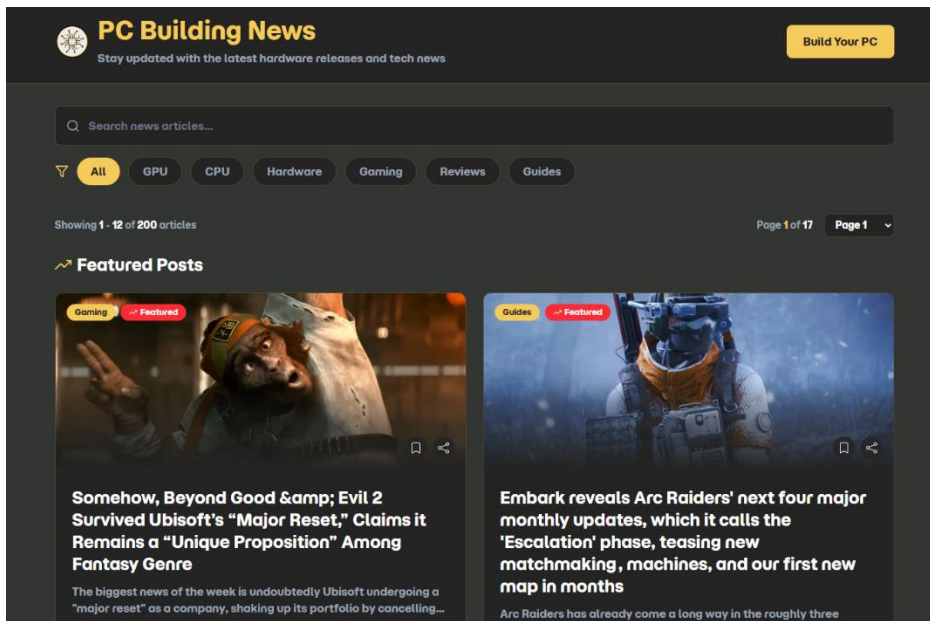 PC Building News
Stay updated with the latest hardware releases and tech news
Build Your PC
Search news articles...
All
GPU
CPU
Hardware
Gaming
Reviews
Guides
Showing 1 - 12 of 200 articles
Page 1 of 17
Page 1
Featured Posts
Gaming
Featured
Somehow, Beyond Good &amp; Evil 2
Survived Ubisoft's “Major Reset,” Claims it
Remains a “Unique Proposition” Among
Fantasy Genre
The biggest news of the week is undoubtedly Ubisoft undergoing a
"major reset" as a company, shaking up its portfolio by cancelling...
Guides
Featured
Embark reveals Arc Raiders' next four major
monthly updates, which it calls the
'Escalation' phase, teasing new
matchmaking, machines, and our first new
map in months
Arc Raiders has already come a long way in the roughly three